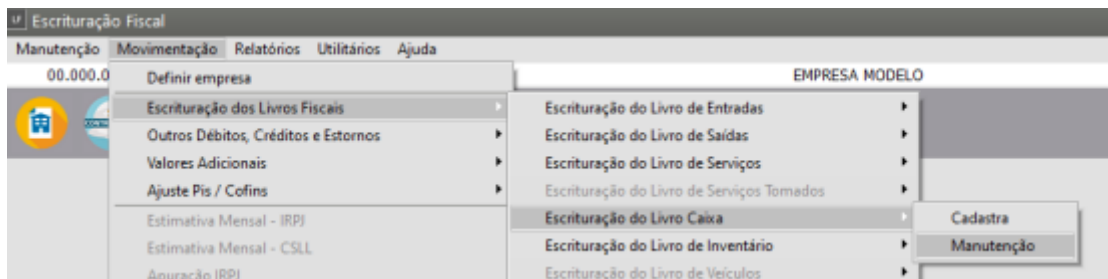 Escrituração Fiscal
Manutenção Movimentação Relatórios Utilitários Ajuda
00.000.0 EMPRESA MODELO
Definir empresa
Escrituração dos Livros Fiscais
Outros Débitos, Créditos e Estornos
Valores Adicionais
Ajuste Pis / Cofins
Estimativa Mensal - IRPJ
Estimativa Mensal - CSLL
Apuração IRPJ
Escrituração do Livro de Entradas
Escrituração do Livro de Saídas
Escrituração do Livro de Serviços
Escrituração do Livro de Serviços Tomados
Escrituração do Livro Caixa
Escrituração do Livro de Inventário
Escrituração do Livro de Veículos
Cadastra
Manutenção